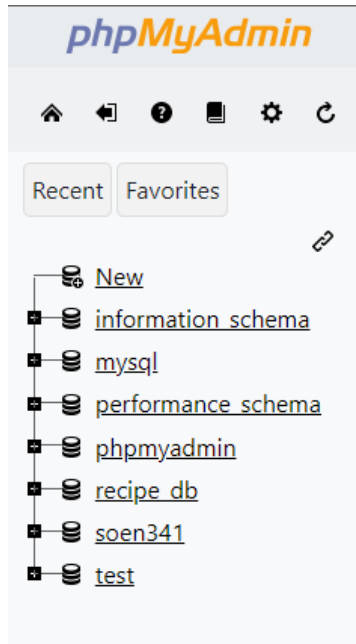 phpMyAdmin
Recent Favorites
New
information_schema
mysql
performance_schema
phpmyadmin
recipe_db
soen341
test